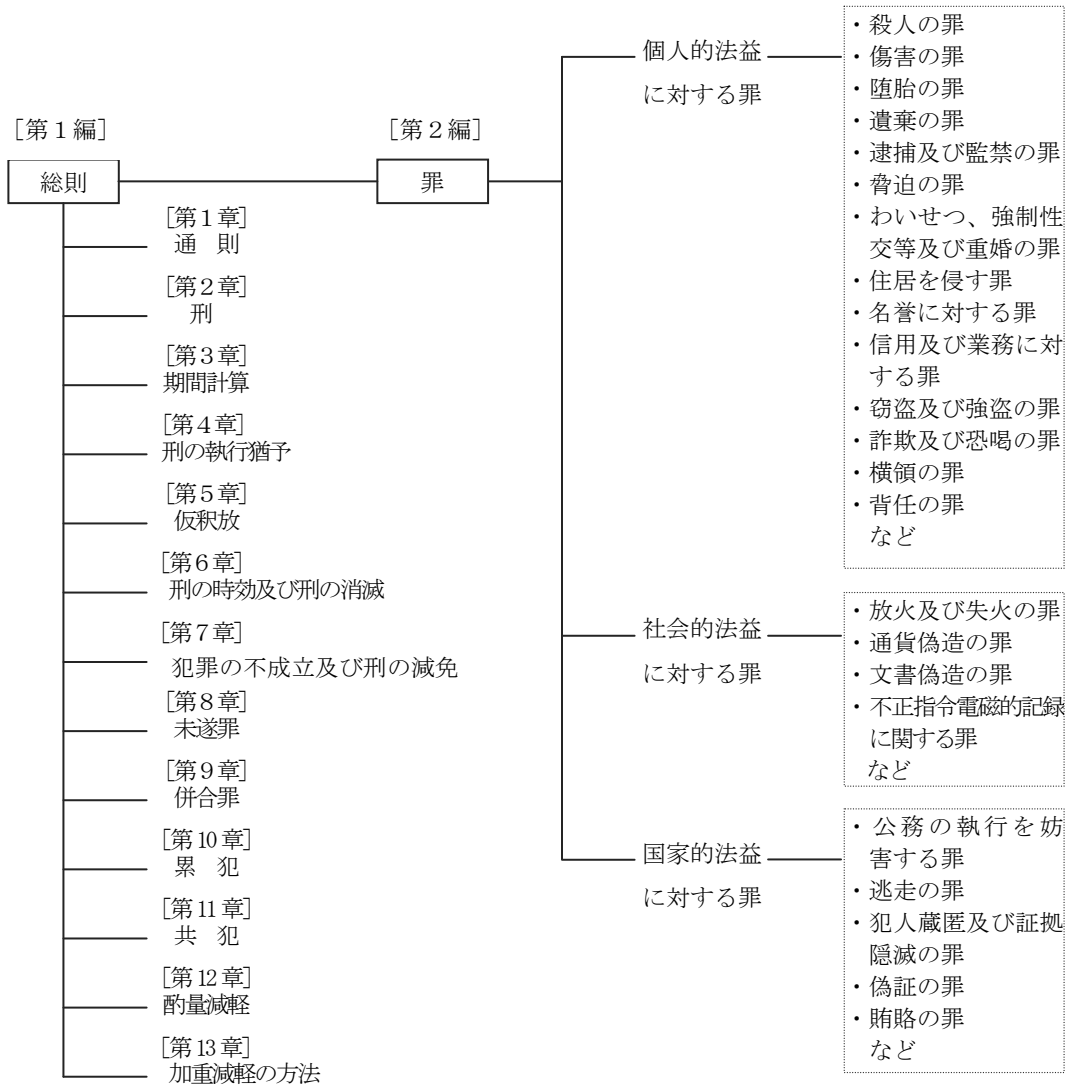 [第1編]
総則
[第1章]
通 則
[第2章]
刑
[第3章]
期間計算
[第4章]
刑の執行猶予
[第5章]
仮釈放
[第6章]
刑の時効及び刑の消滅
[第7章]
犯罪の不成立及び刑の減免
[第8章]
未遂罪
[第9章]
併合罪
[第10章]
累 犯
[第11章]
共 犯
[第12章]
酌量減軽
[第13章]
加重減軽の方法
[第2編]
罪
個人的法益
に対する罪
・殺人の罪
・傷害の罪
・堕胎の罪
・遺棄の罪
・逮捕及び監禁の罪
・脅迫の罪
・わいせつ、強制性
交等及び重婚の罪
・住居を侵す罪
・名誉に対する罪
・信用及び業務に対
する罪
・窃盗及び強盗の罪
・詐欺及び恐喝の罪
・横領の罪
・背任の罪
など
社会的法益
に対する罪
・放火及び失火の罪
・通貨偽造の罪
・文書偽造の罪
・不正指令電磁的記録
に関する罪
など
国家的法益
に対する罪
・公務の執行を妨
害する罪
・逃走の罪
・犯人蔵匿及び証拠
隠滅の罪
・偽証の罪
・賄賂の罪
など